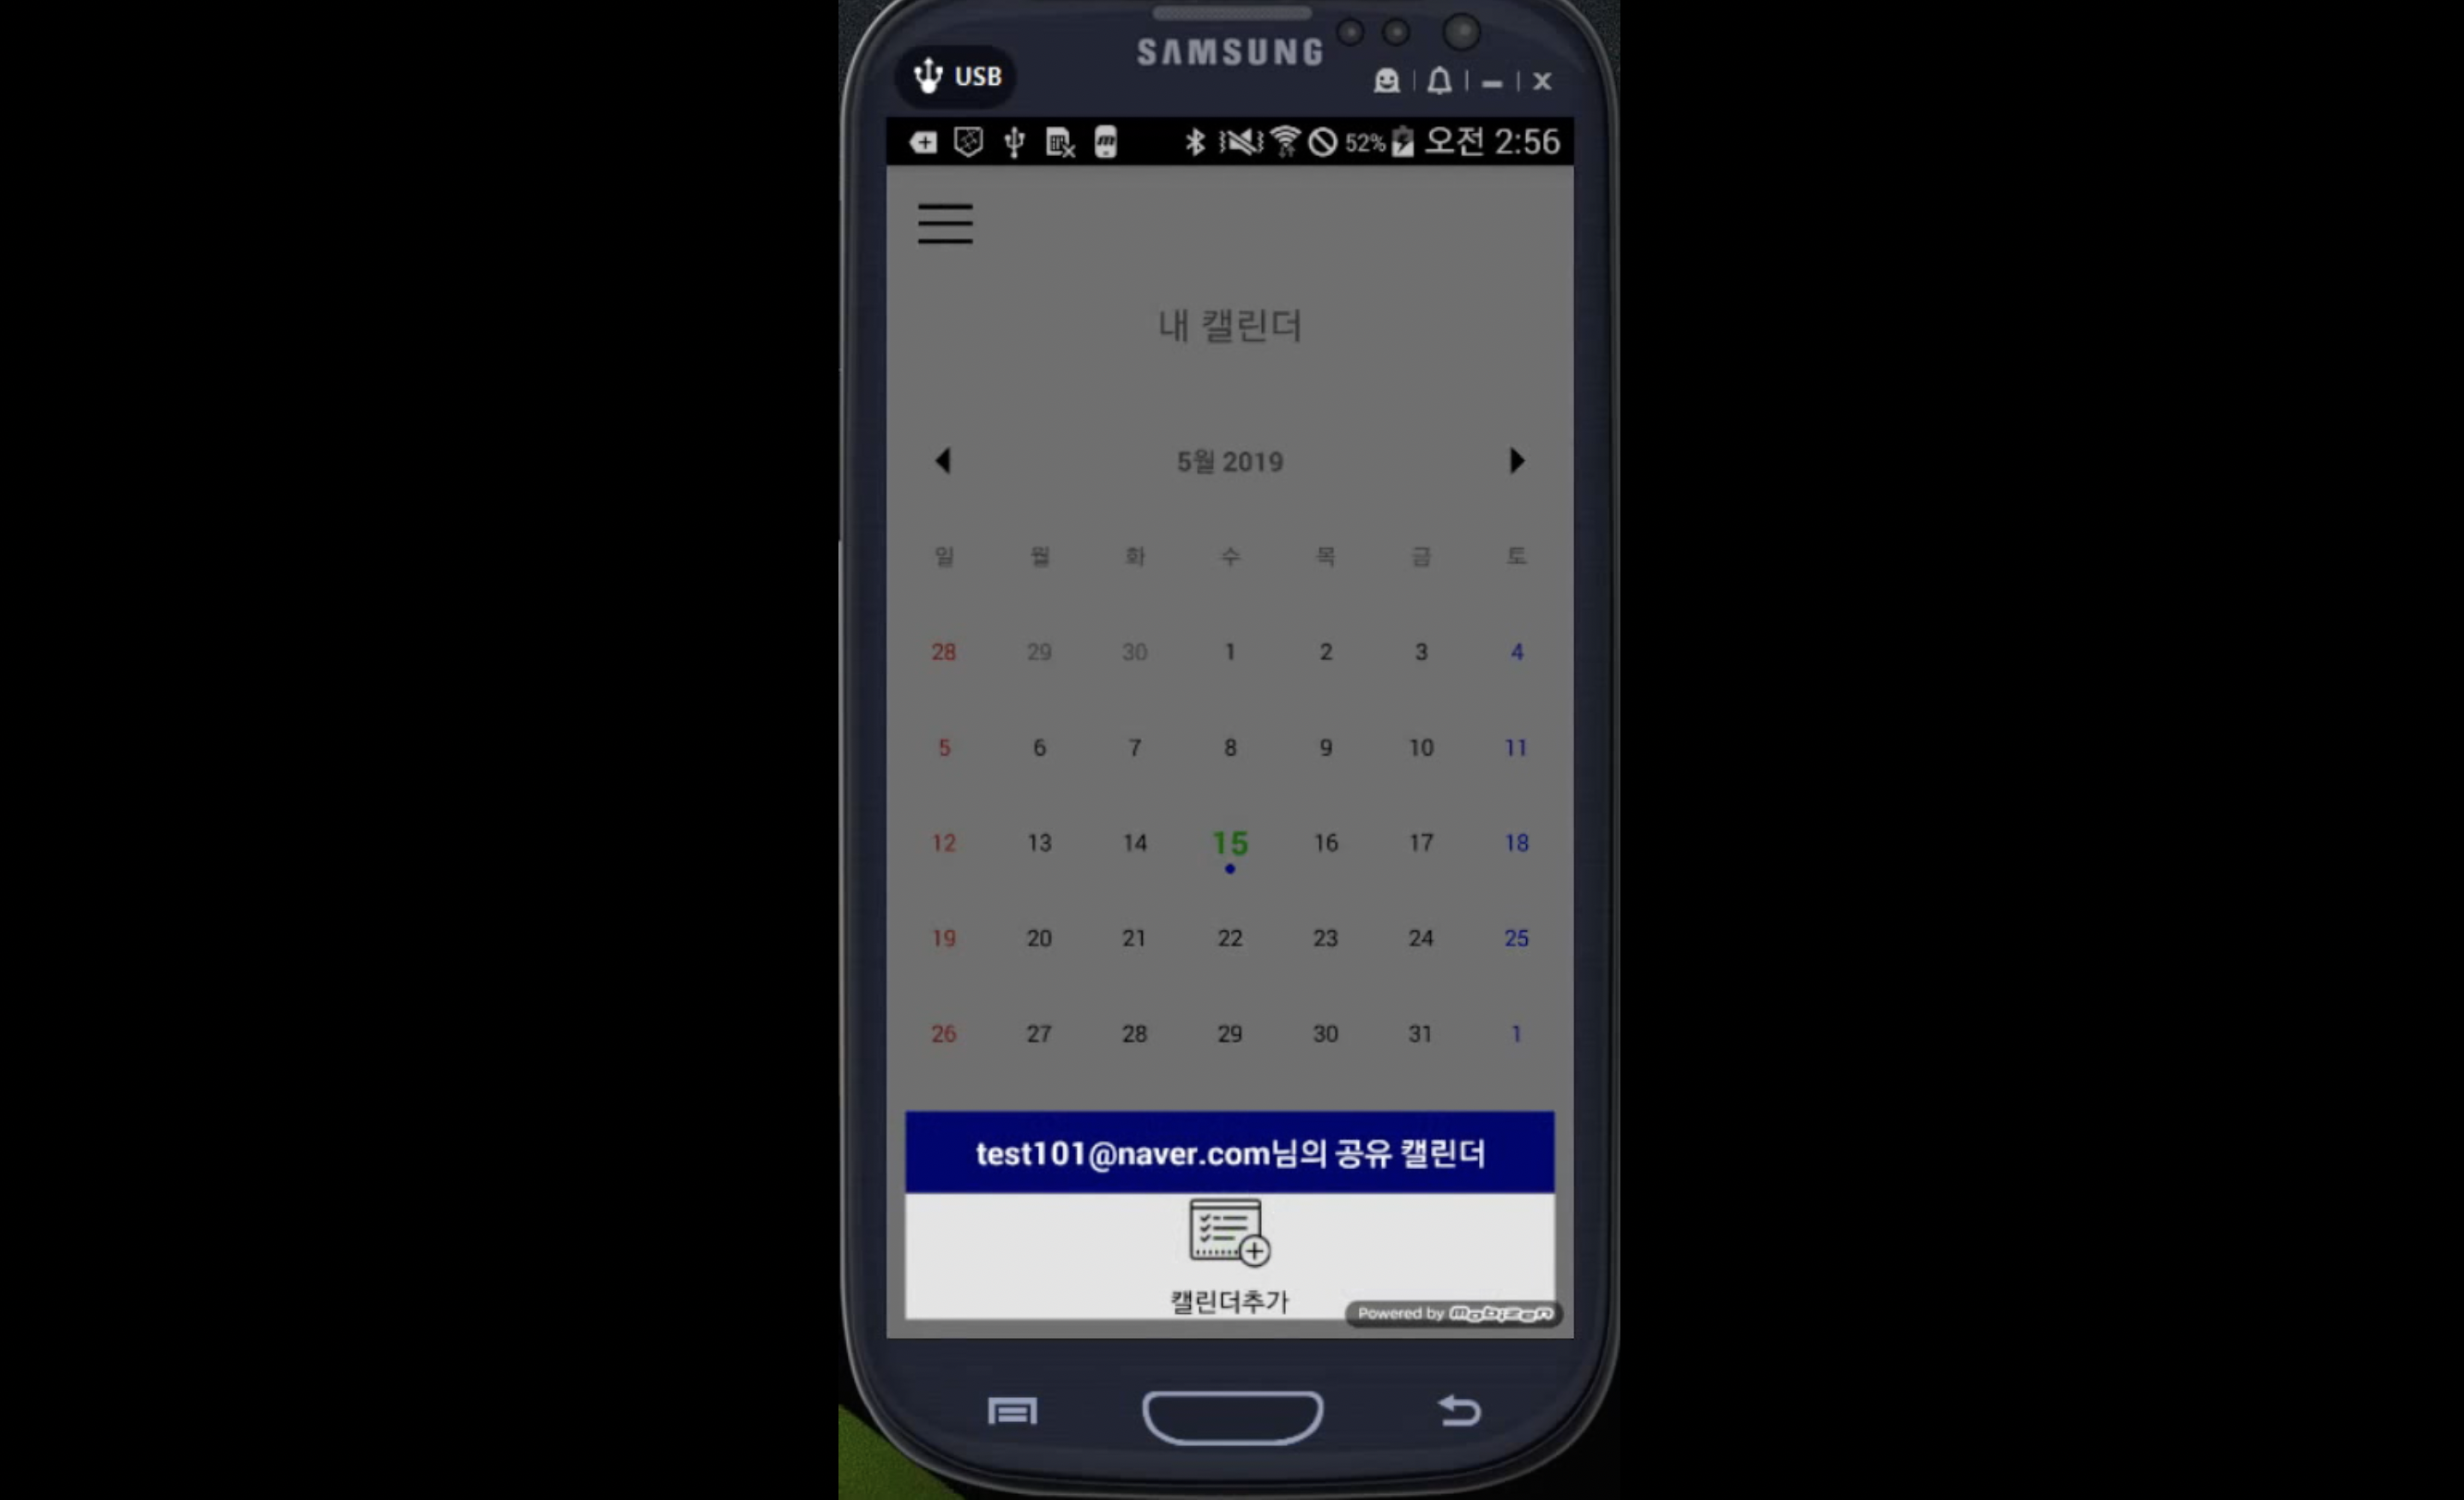 SAMSUNG
USB
52% 오전 2:56
내 캘린더
5월 2019
일 월 화 수 목 금 토
28 29 30 1 2 3 4
5 6 7 8 9 10 11
12 13 14 15 16 17 18
19 20 21 22 23 24 25
26 27 28 29 30 31 1
test101@naver.com님의 공유 캘린더
캘린더추가
Powered by mobizen